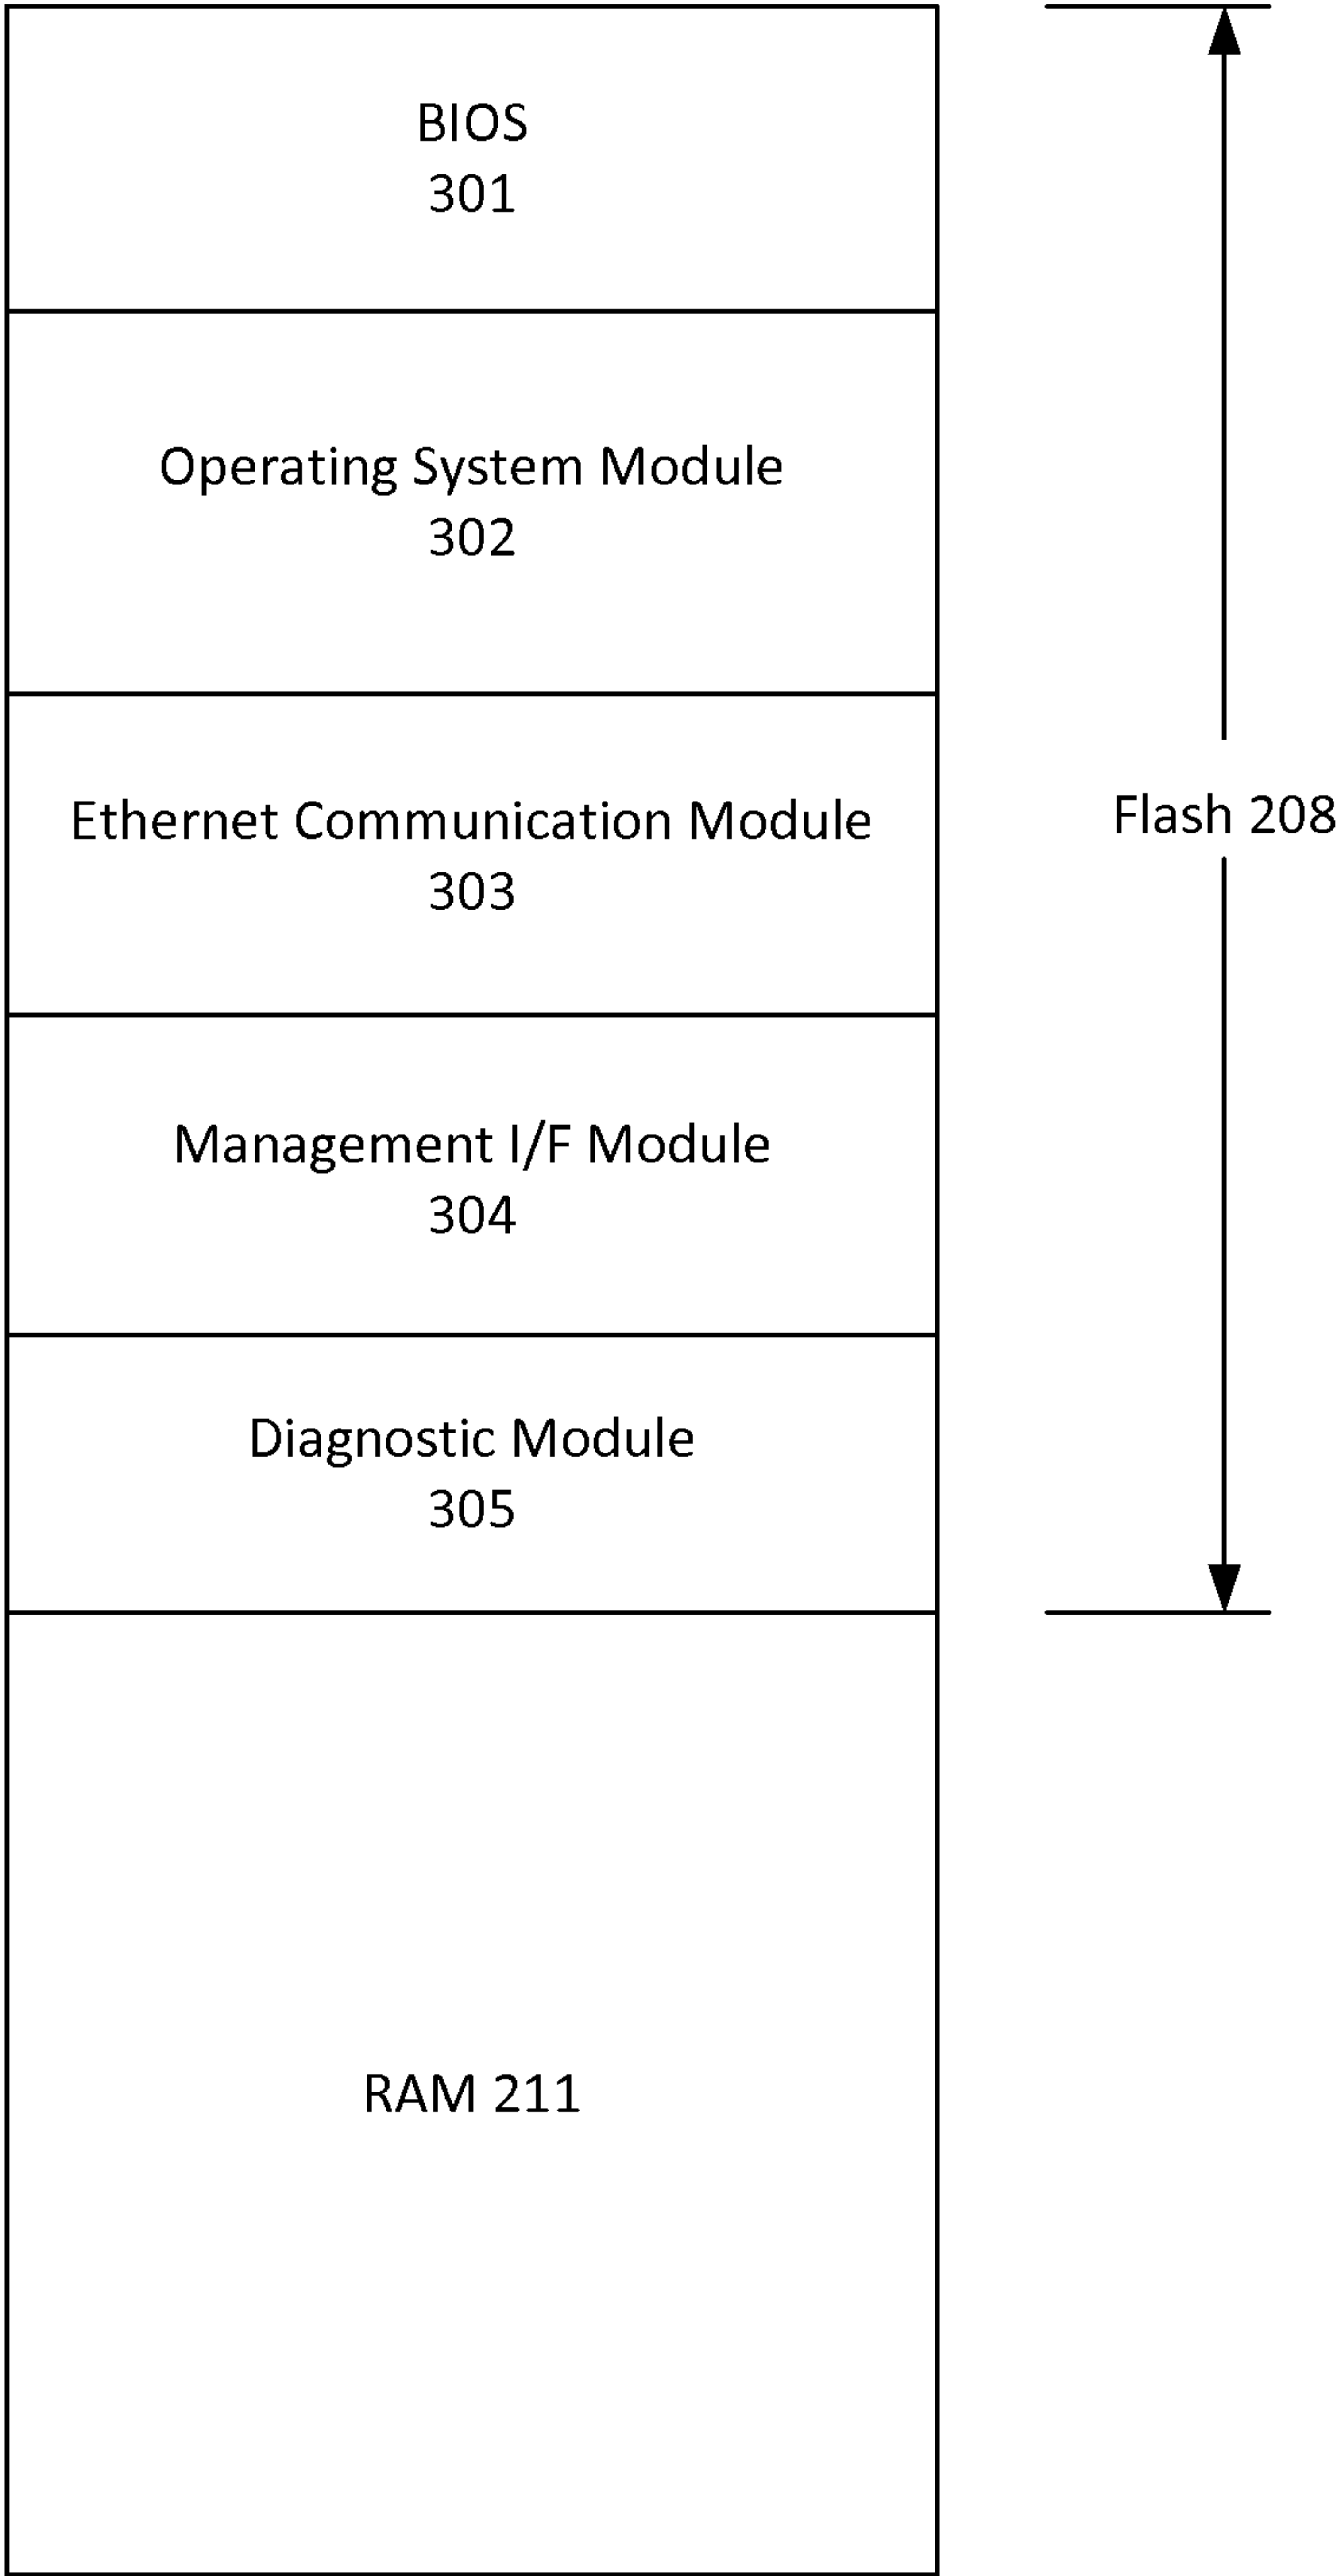 BIOS
301
Operating System Module
302
Ethernet Communication Module
303
Flash 208
Management I/F Module
304
Diagnostic Module
305
RAM 211